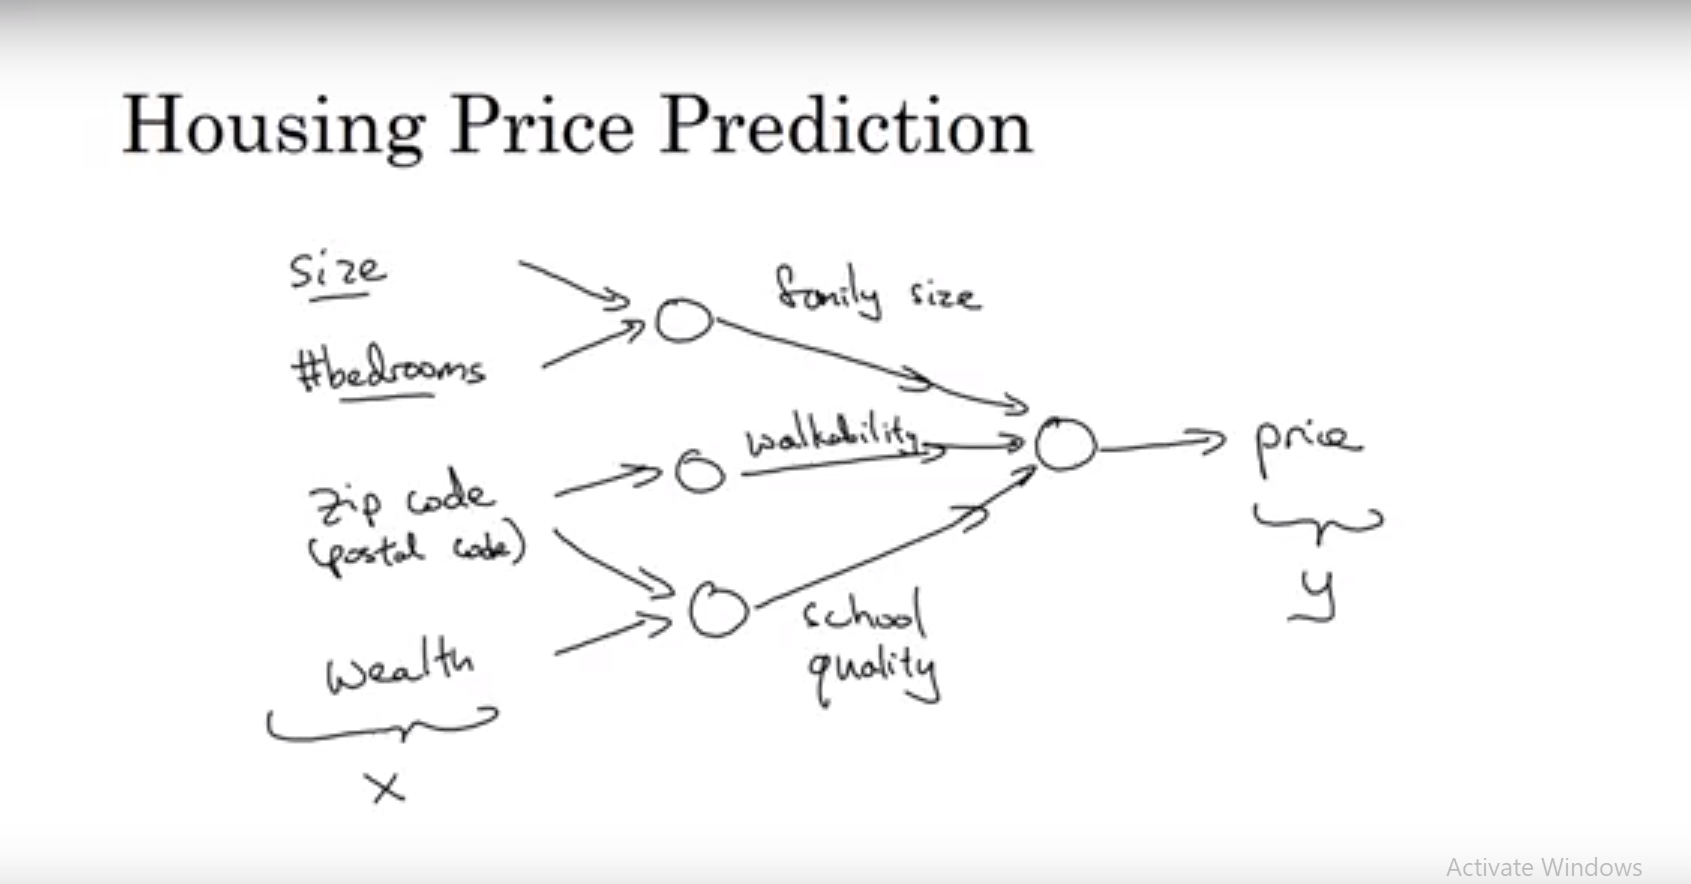 Housing Price Prediction
size
family size
#bedrooms
walkability
price
zip code
(postal code)
y
school
quality
wealth
x
Activate Windows